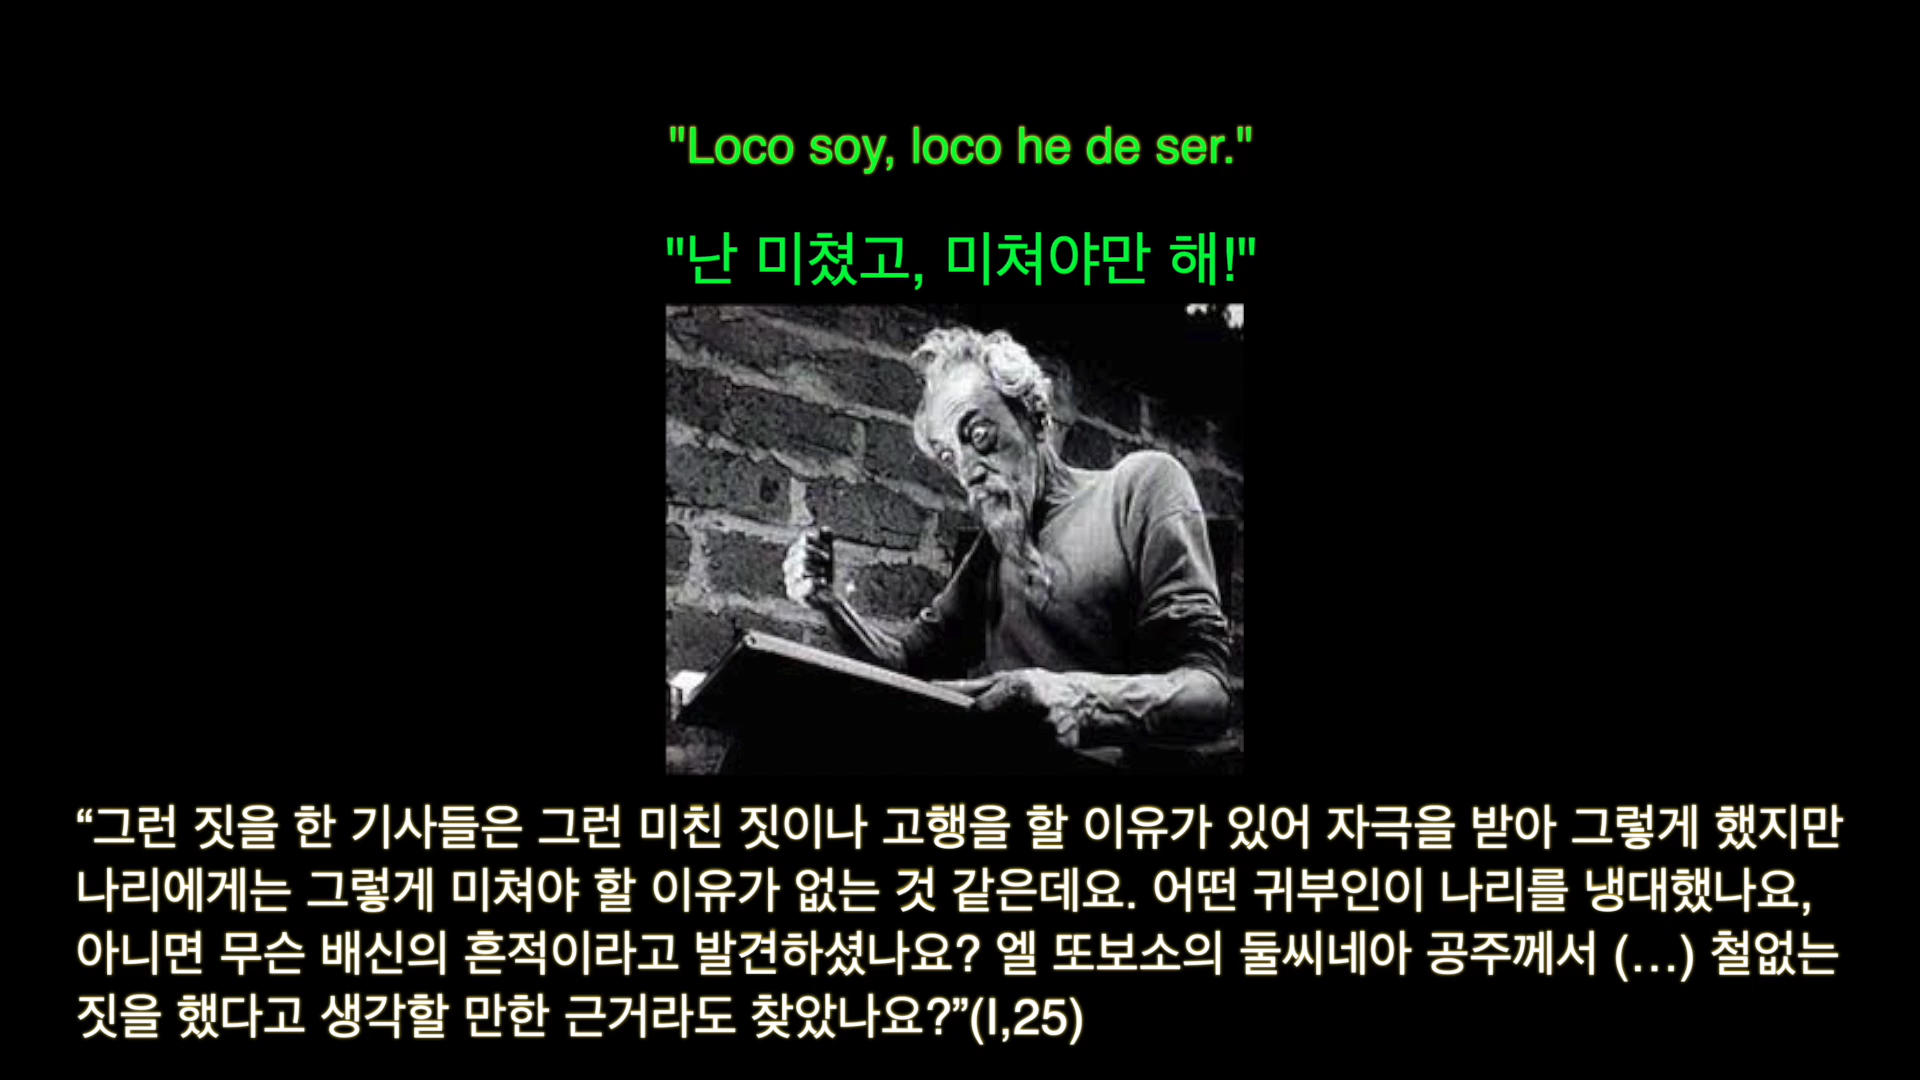 "Loco soy, loco he de ser."
"난 미쳤고, 미쳐야만 해!"
“그런 짓을 한 기사들은 그런 미친 짓이나 고행을 할 이유가 있어 자극을 받아 그렇게 했지만
나리에게는 그렇게 미쳐야 할 이유가 없는 것 같은데요. 어떤 귀부인이 나리를 냉대했나요,
아니면 무슨 배신의 흔적이라고 발견하셨나요? 엘 또보소의 둘씨네아 공주께서 (...) 철없는
짓을 했다고 생각할 만한 근거라도 찾았나요?”(I,25)